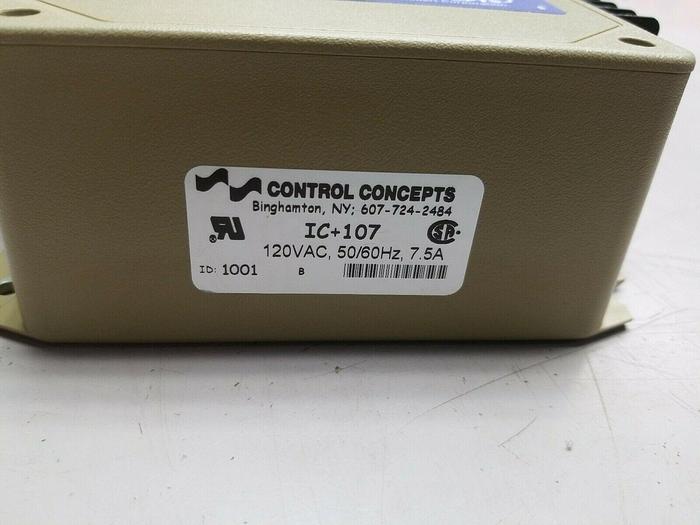 CONTROL CONCEPTS
Binghamton, NY; 607-724-2484
IC+107
120VAC, 50/60Hz, 7.5A
ID: 1001 B